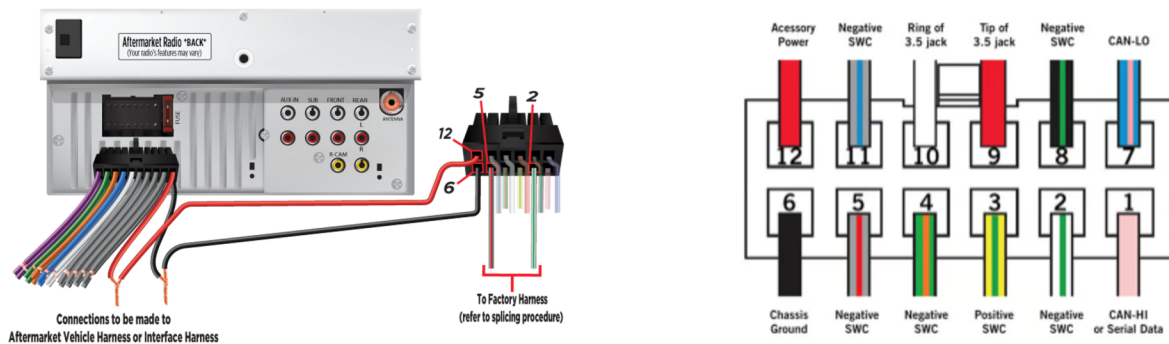 Aftermarket Radio "BACK"
(Your radio's features may vary)
FUSE
AUX-IN SUB FRONT REAR
L
R
R-CAM
ANTENNA
5
2
12
6
To Factory Harness
(refer to splicing procedure)
Connections to be made to
Aftermarket Vehicle Harness or Interface Harness
Acessory
Power
Negative
SWC
Ring of
3.5 jack
Tip of
3.5 jack
Negative
SWC
CAN-LO
12 11 10 9 8 7
6 5 4 3 2 1
Chassis
Ground
Negative
SWC
Negative
SWC
Positive
SWC
Negative
SWC
CAN-HI
or Serial Data